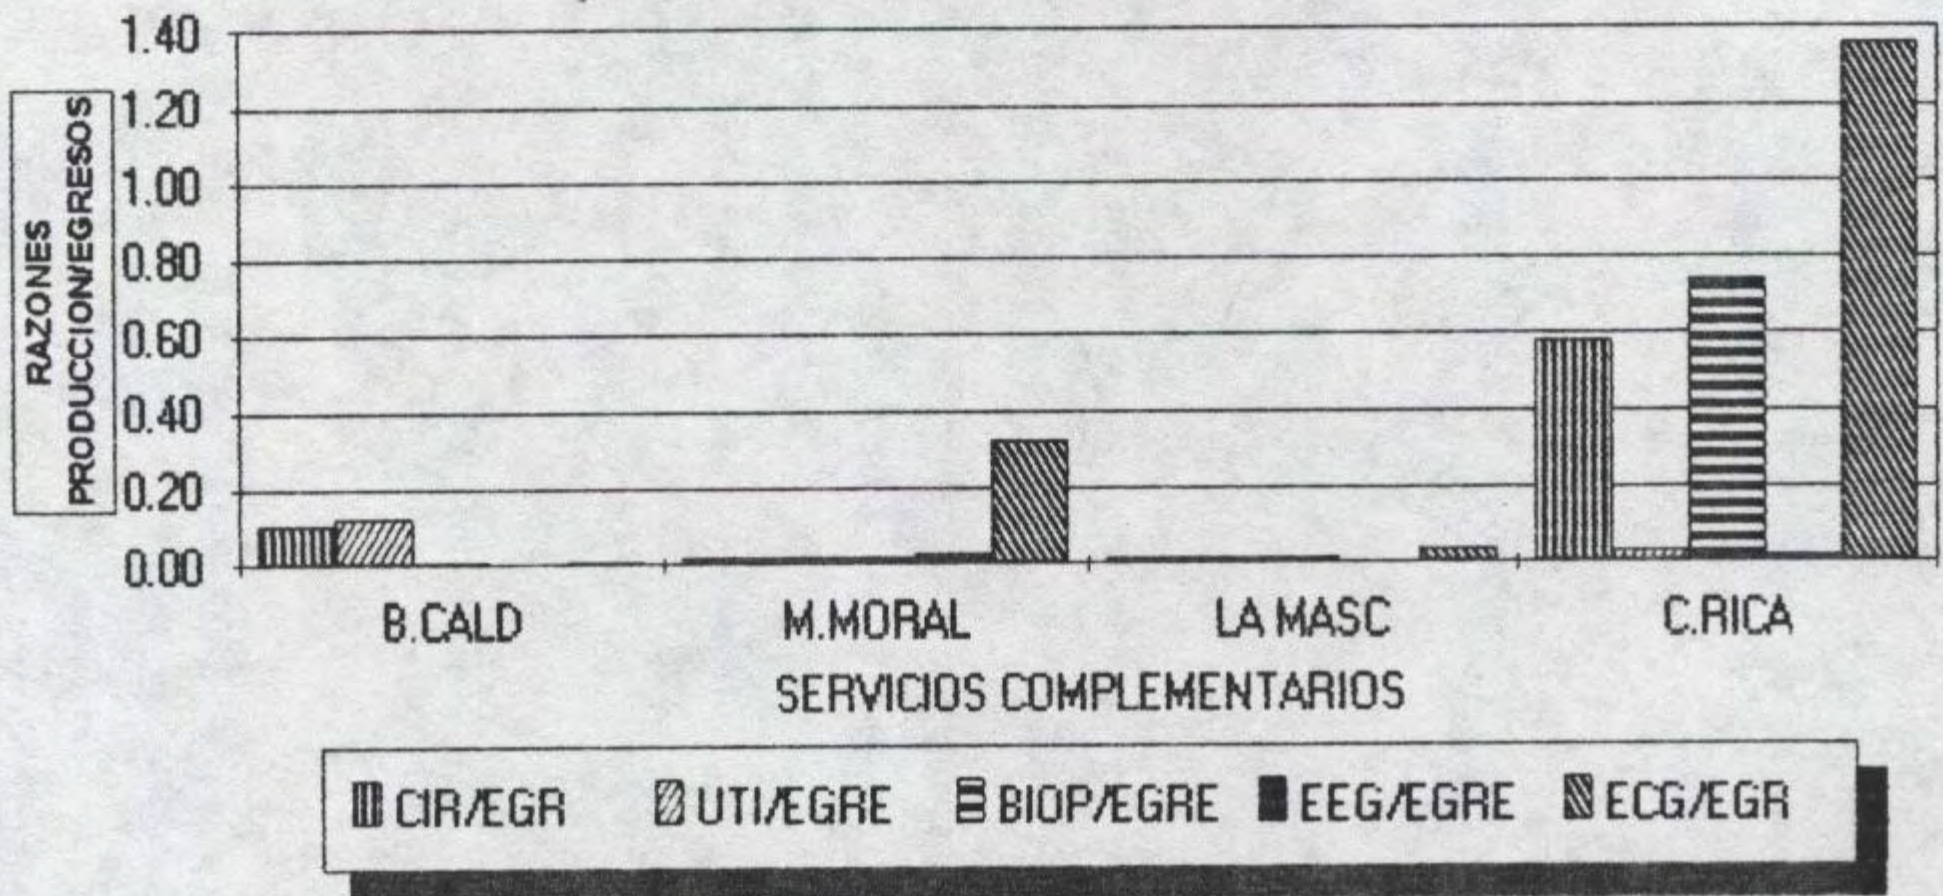 1.40
1.20
1.00
0.80
0.60
0.40
0.20
0.00
RAZONES
PRODUCCION/EGRESOS
B.CALD M.MORAL LA MASC C.RICA
SERVICIOS COMPLEMENTARIOS
CIR/EGR UTI/EGRE BIOP/EGRE EEG/EGRE ECG/EGR